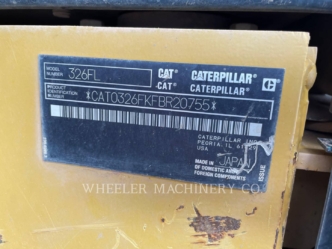 MODEL NUMBER 326FL CAT® CATERPILLAR®
"CAT" CATERPILLAR
PRODUCT IDENTIFICATION NUMBER
*CAT0326FKFBR20755*
CATERPILLAR INC.
PEORIA, IL
USA
MADE IN
JAPAN
OF DOMESTIC AND
FOREIGN COMPONENTS
ISSUE
WHEELER MACHINERY CO